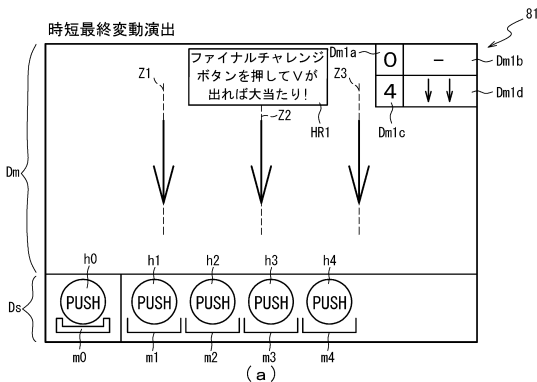 時短最終変動演出
81
ファイナルチャレンジ
ボタンを押してVが
出れば大当たり!
Dm1a
0
-
Dm1b
4
Dm1d
Dm1c
Z1
Z2
Z3
HR1
Dm
Ds
h0
h1
h2
h3
h4
PUSH
PUSH
PUSH
PUSH
PUSH
m0
m1
m2
m3
m4
(a)